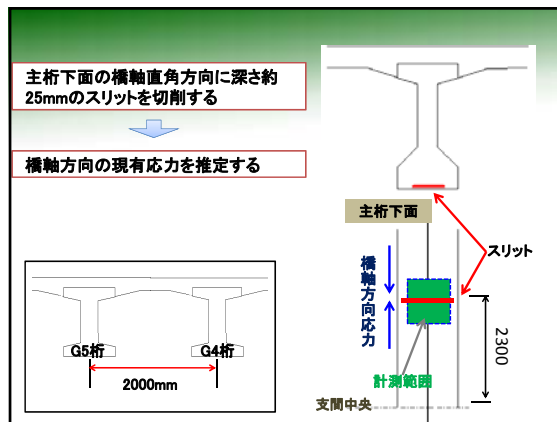 主桁下面の橋軸直角方向に深さ約
25mmのスリットを切削する
橋軸方向の現有応力を推定する
主桁下面
スリット
橋軸方向応力
2300
計測範囲
支間中央
G5桁
G4桁
2000mm